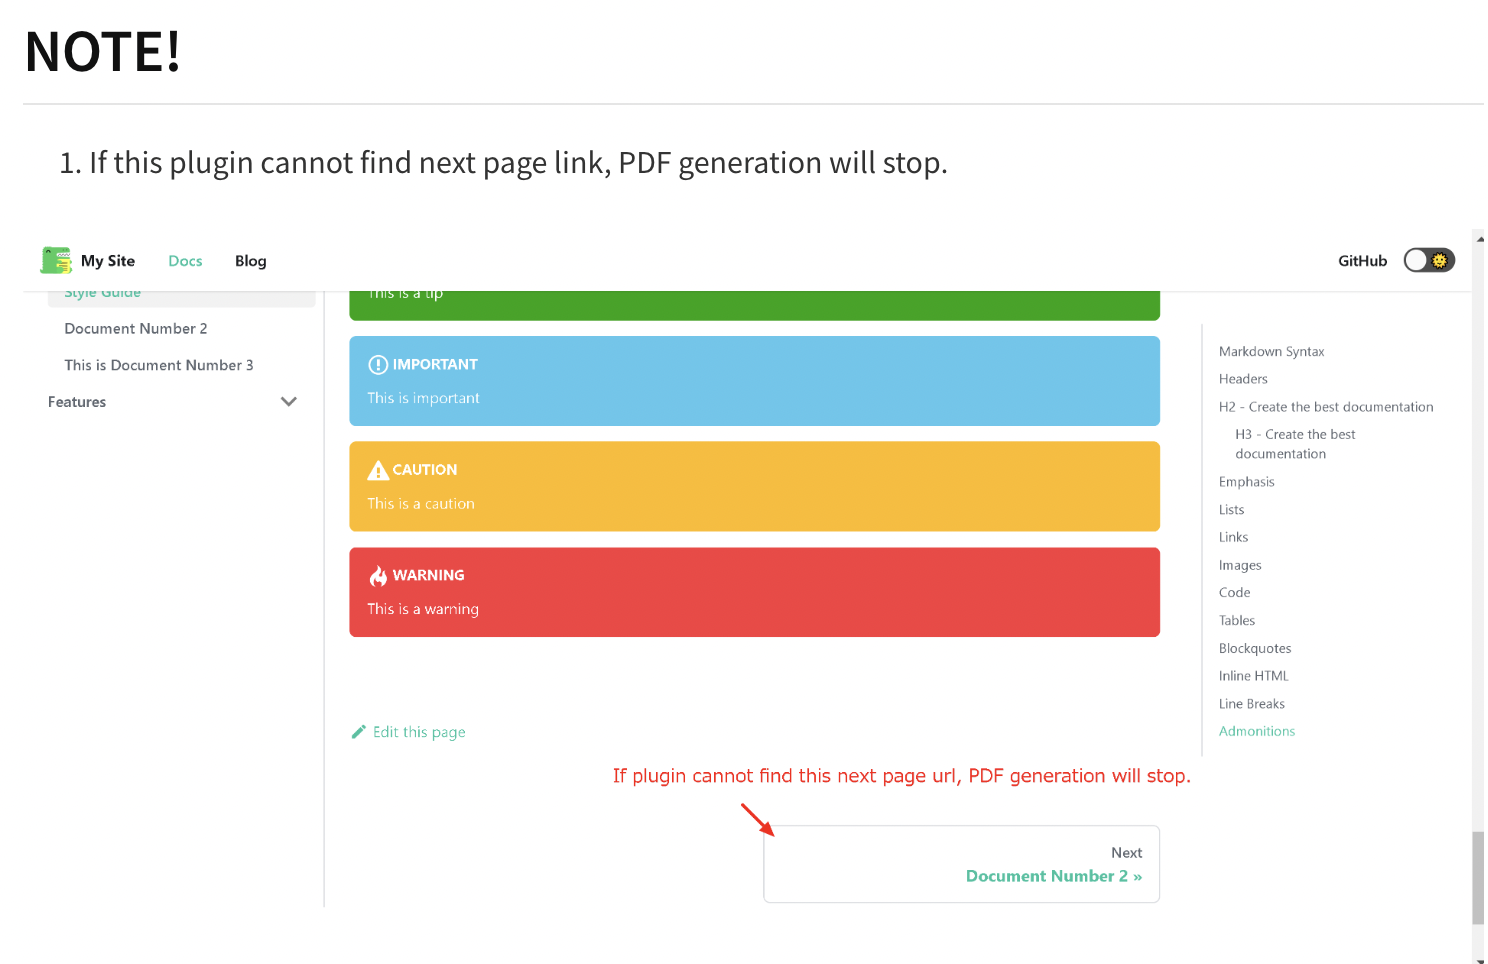 NOTE!
1. If this plugin cannot find next page link, PDF generation will stop.
My Site
Docs
Blog
GitHub
Style Guide
Document Number 2
This is Document Number 3
Features
This is a tip
IMPORTANT
This is important
CAUTION
This is a caution
WARNING
This is a warning
Edit this page
If plugin cannot find this next page url, PDF generation will stop.
Next
Document Number 2 »
Markdown Syntax
Headers
H2 - Create the best documentation
H3 - Create the best
documentation
Emphasis
Lists
Links
Images
Code
Tables
Blockquotes
Inline HTML
Line Breaks
Admonitions